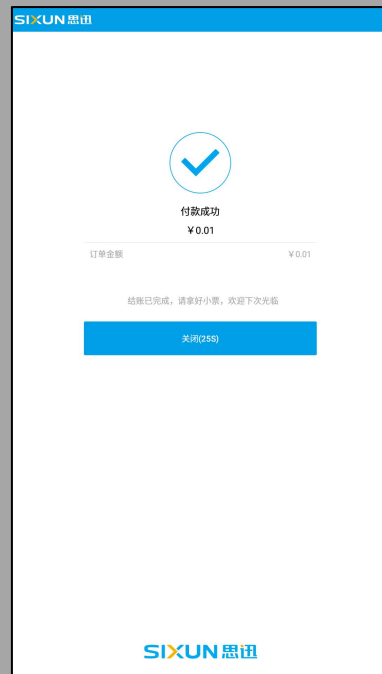 SIXUN思迅
付款成功
￥0.01
订单金额 ￥0.01
结账已完成，请拿好小票，欢迎下次光临
关闭(25S)
SIXUN思迅